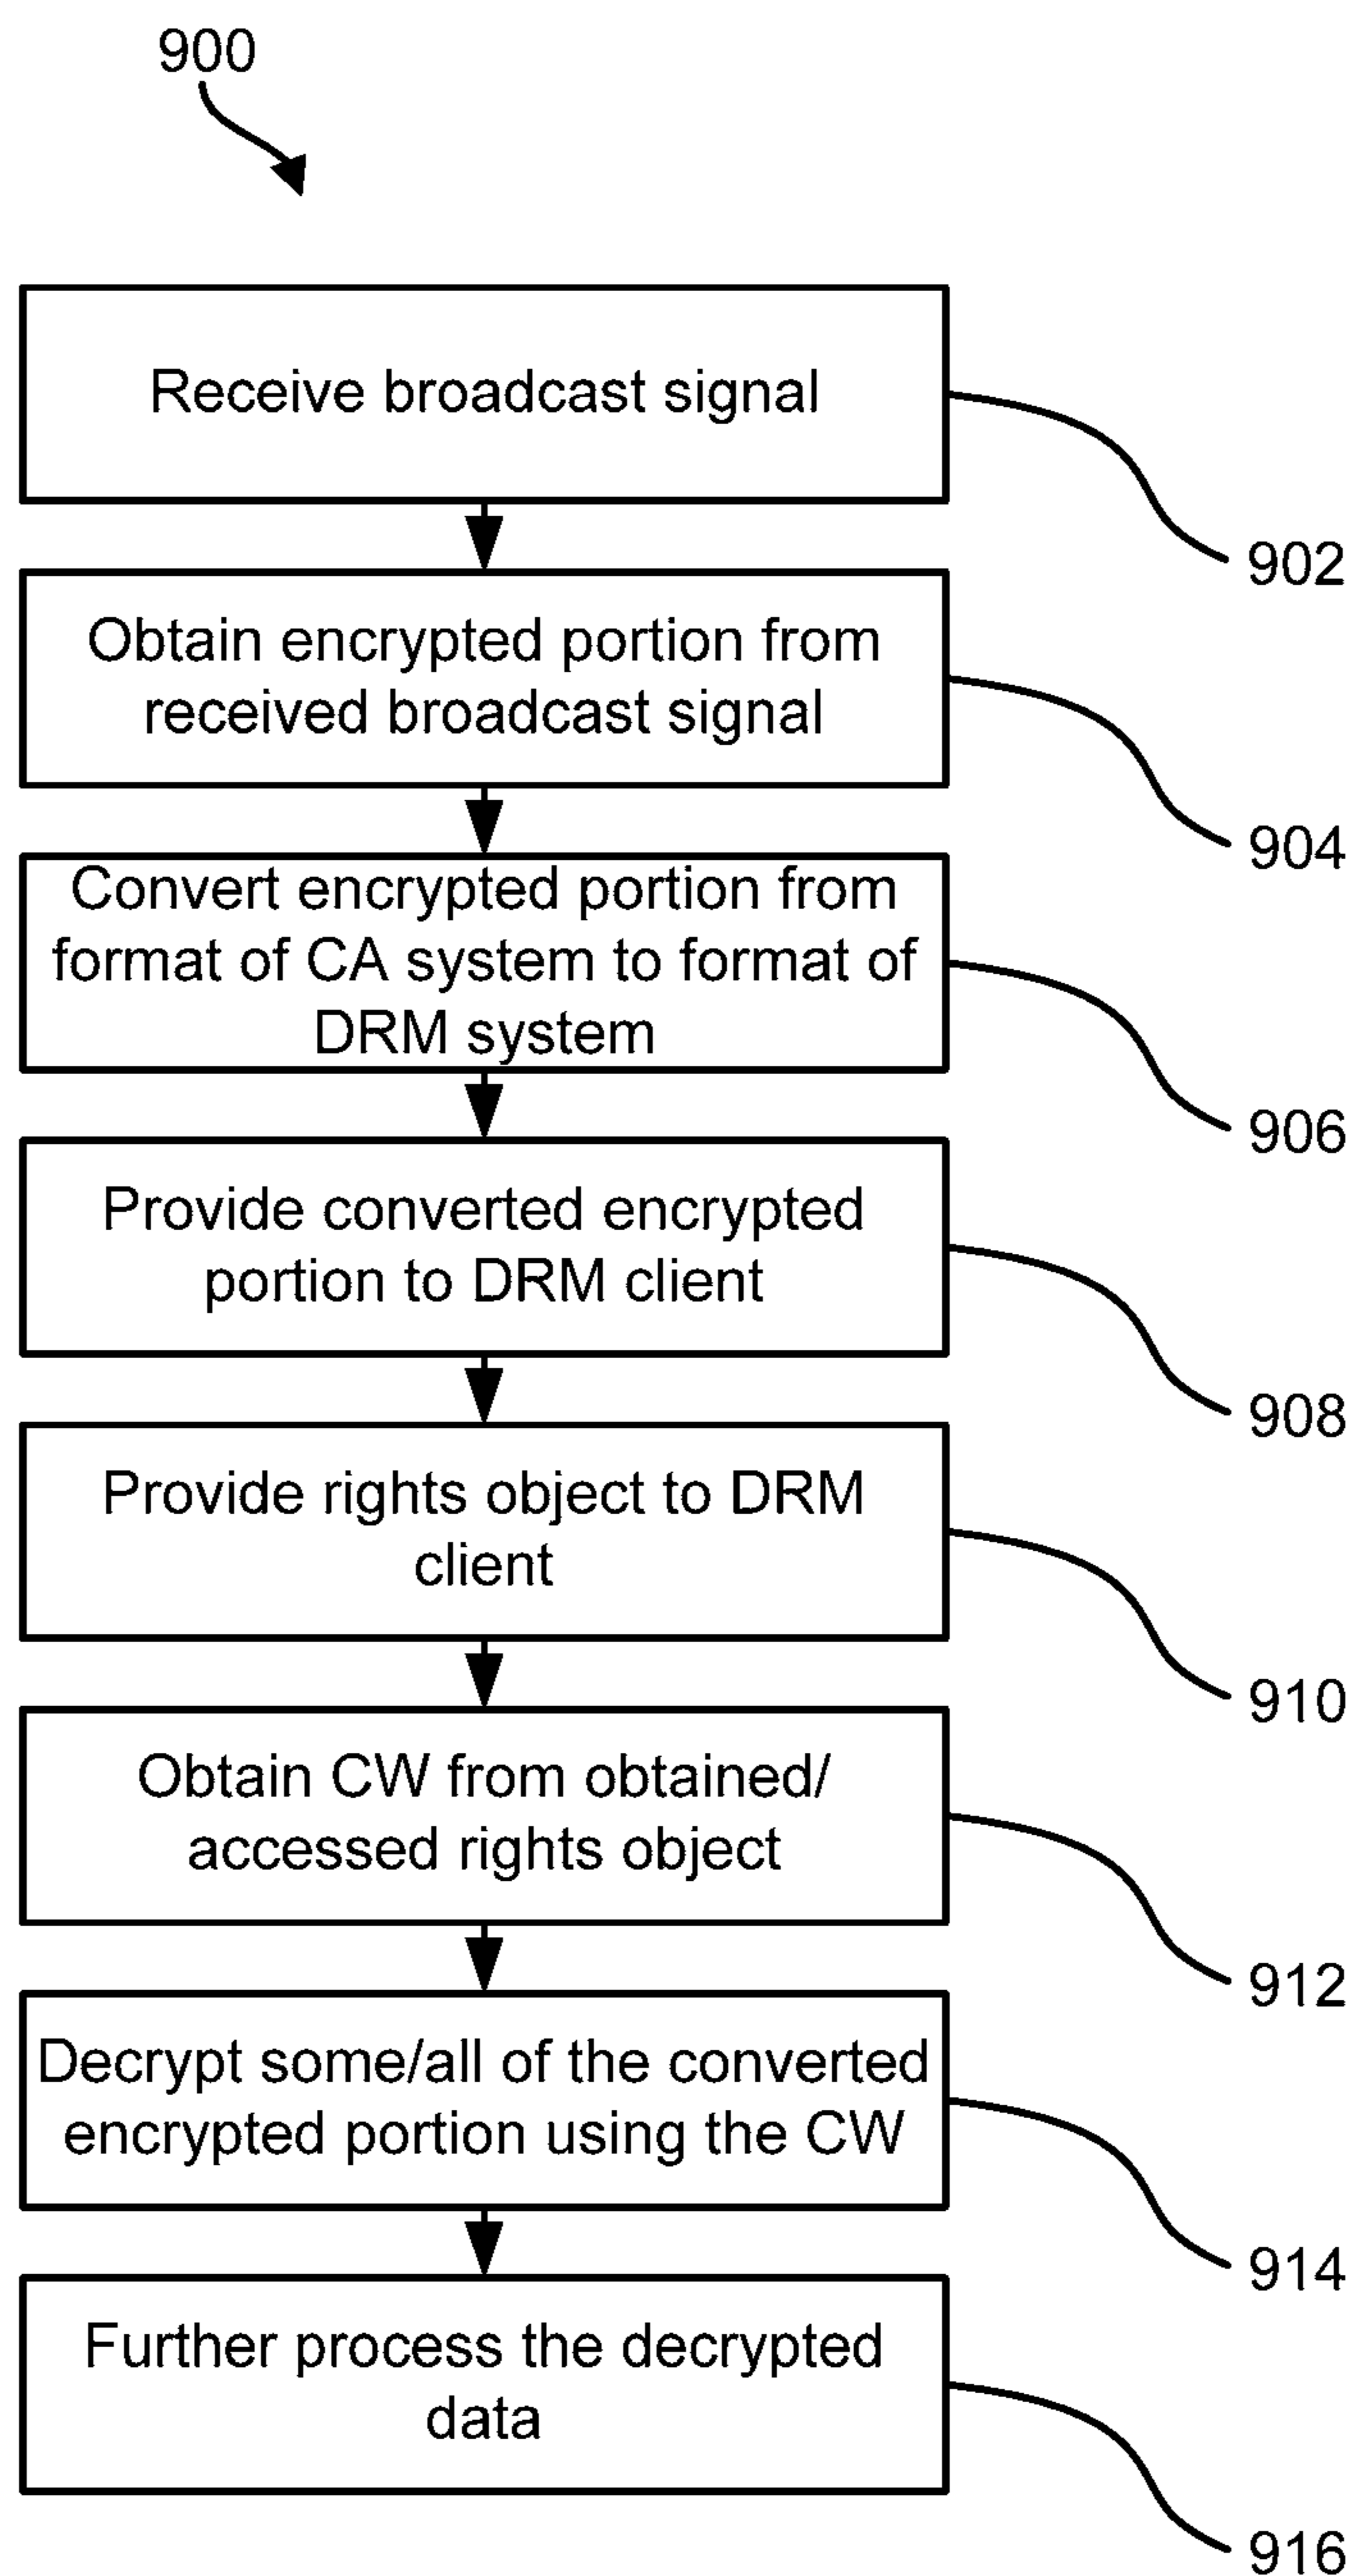 900
Receive broadcast signal
902
Obtain encrypted portion from
received broadcast signal
904
Convert encrypted portion from
format of CA system to format of
DRM system
906
Provide converted encrypted
portion to DRM client
908
Provide rights object to DRM
client
910
Obtain CW from obtained/
accessed rights object
912
Decrypt some/all of the converted
encrypted portion using the CW
914
Further process the decrypted
data
916